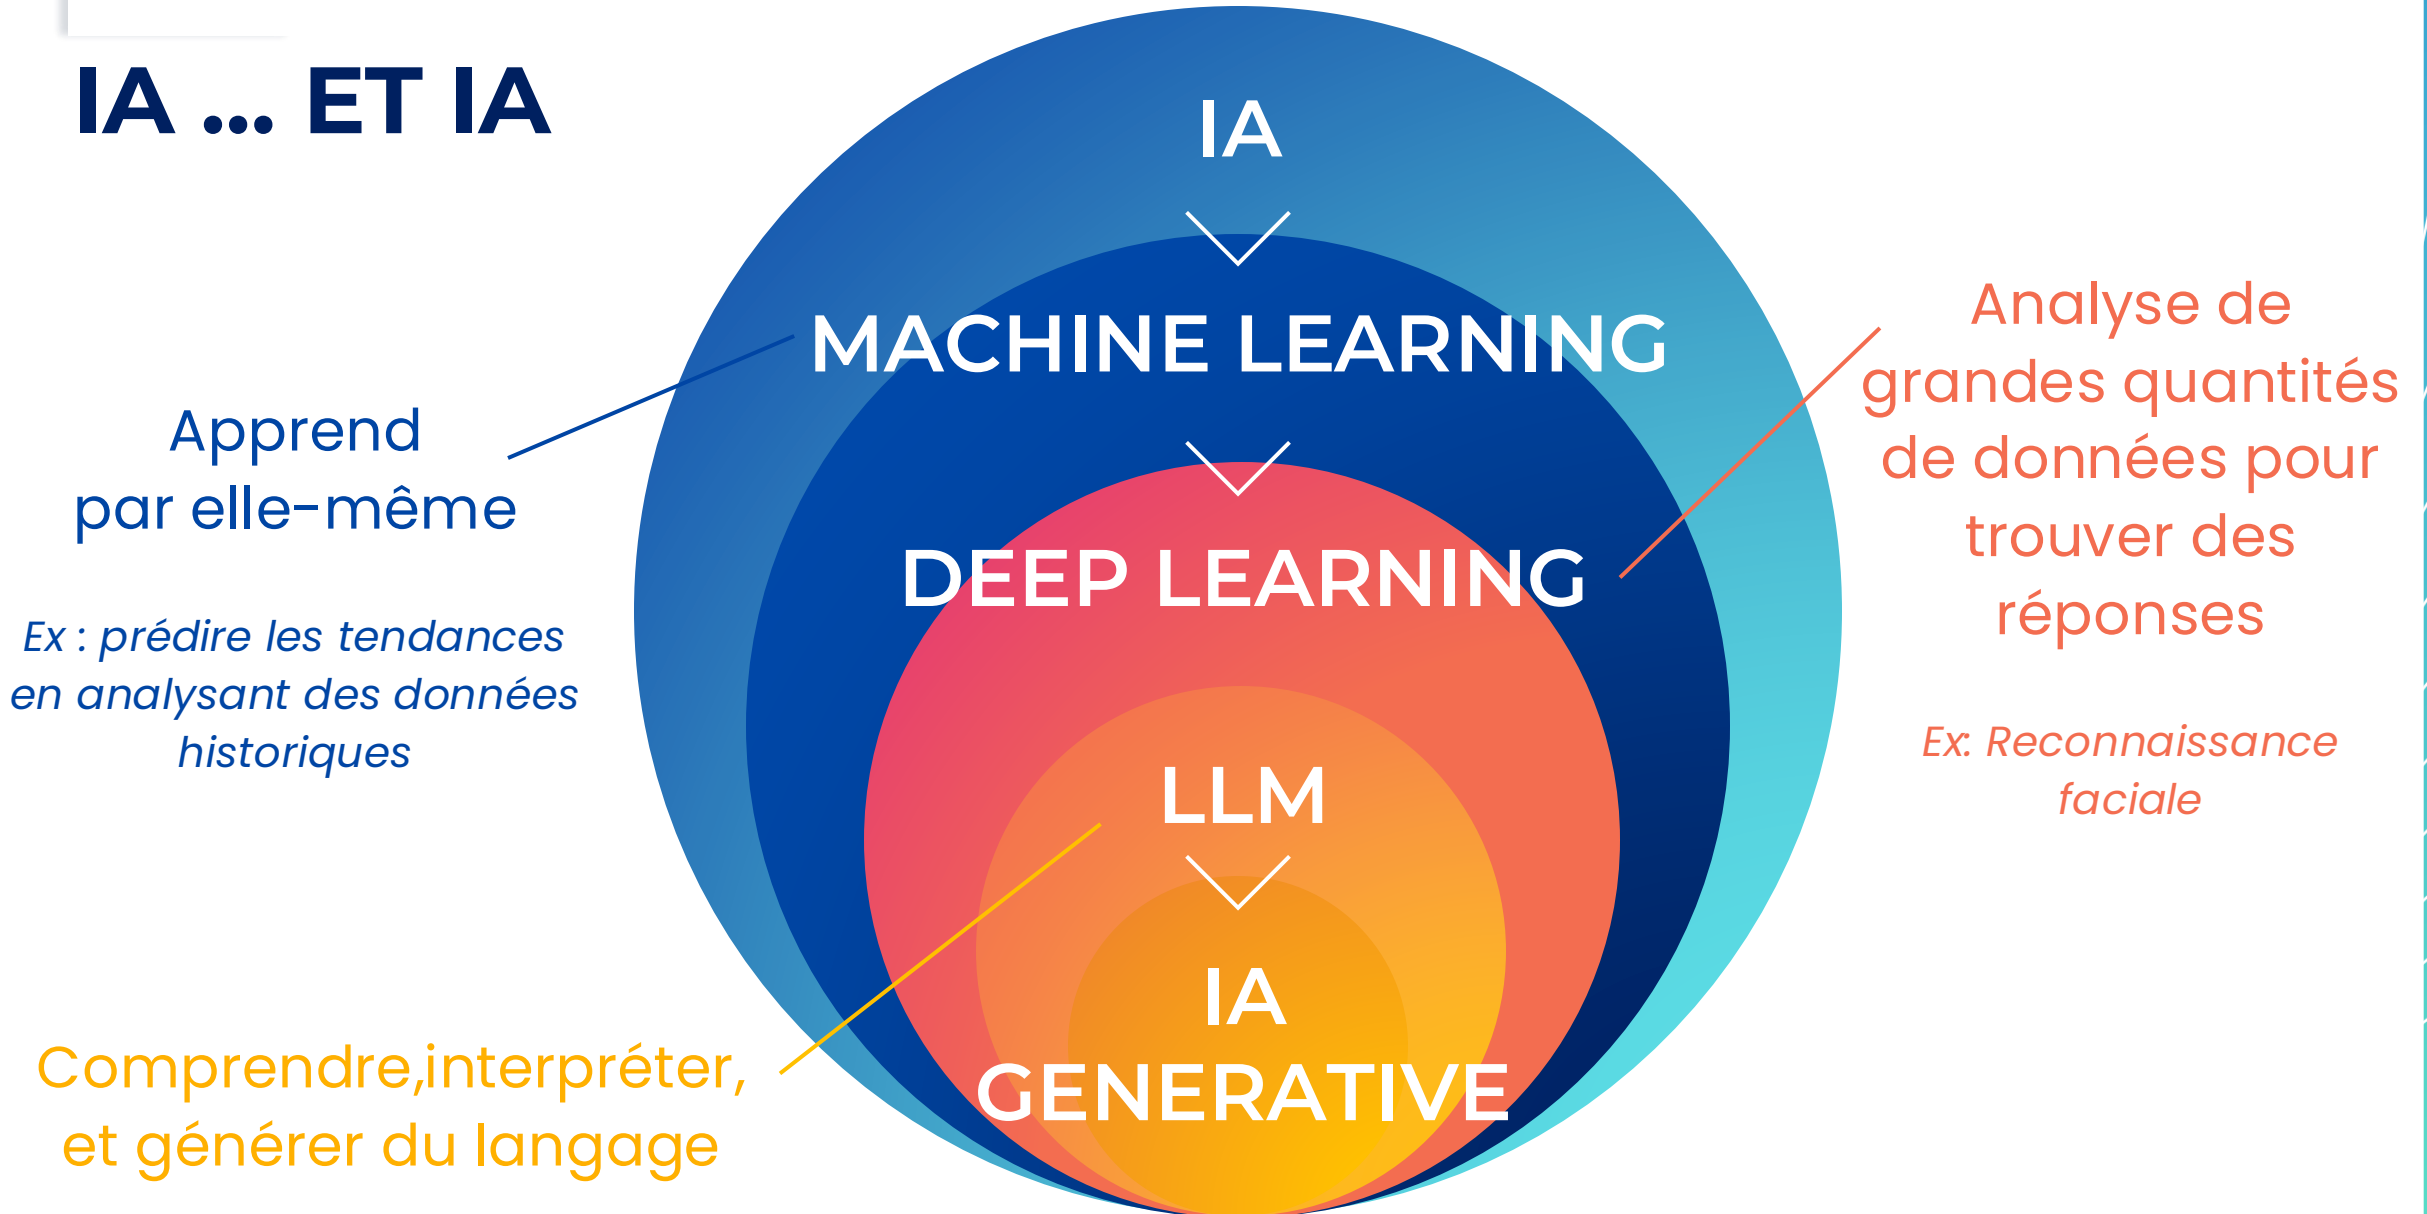 IA ... ET IA
IA
MACHINE LEARNING
Apprend
par elle-même
Ex : prédire les tendances
en analysant des données
historiques
DEEP LEARNING
Analyse de
grandes quantités
de données pour
trouver des
réponses
Ex: Reconnaissance
faciale
LLM
Comprendre,interpréter,
et générer du langage
IA
GENERATIVE